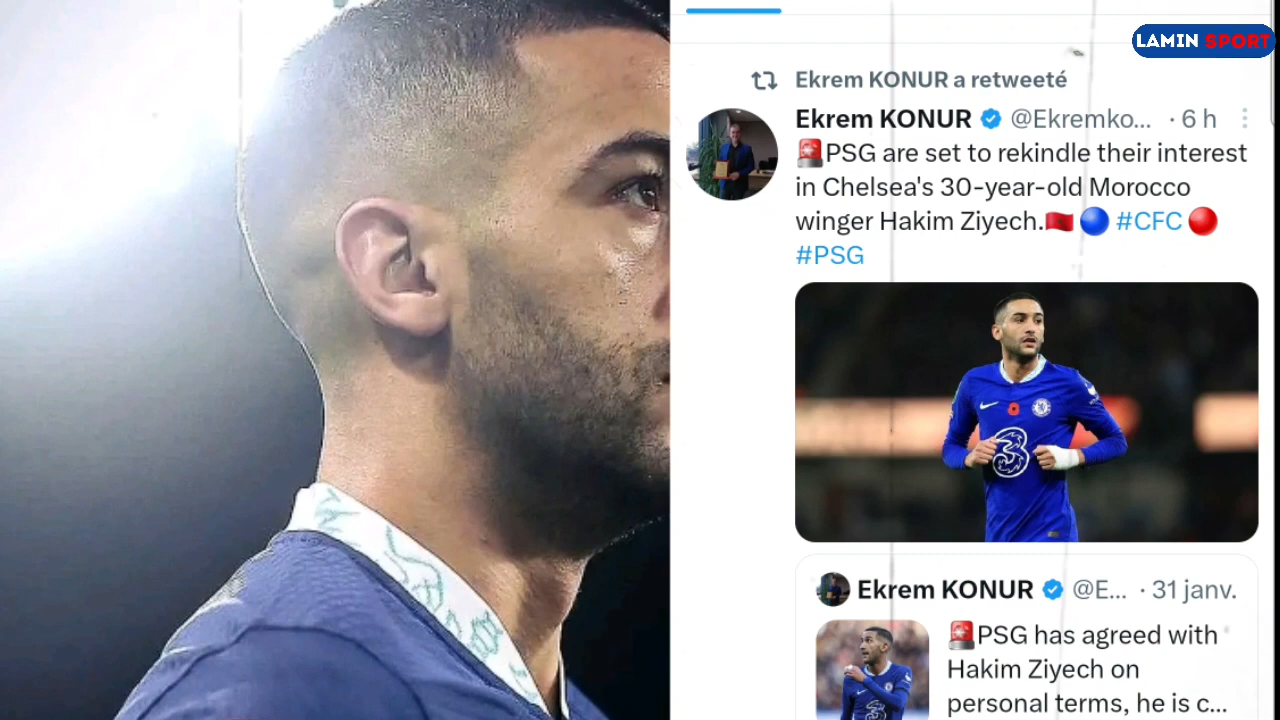 LAMIN SPORT
Ekrem KONUR a retweeté
Ekrem KONUR @Ekremko... · 6 h
🚨PSG are set to rekindle their interest
in Chelsea's 30-year-old Morocco
winger Hakim Ziyech.🇲🇦 🔵 #CFC 🔴
#PSG
3
Ekrem KONUR @E... · 31 janv.
🚨PSG has agreed with
Hakim Ziyech on
personal terms, he is c...